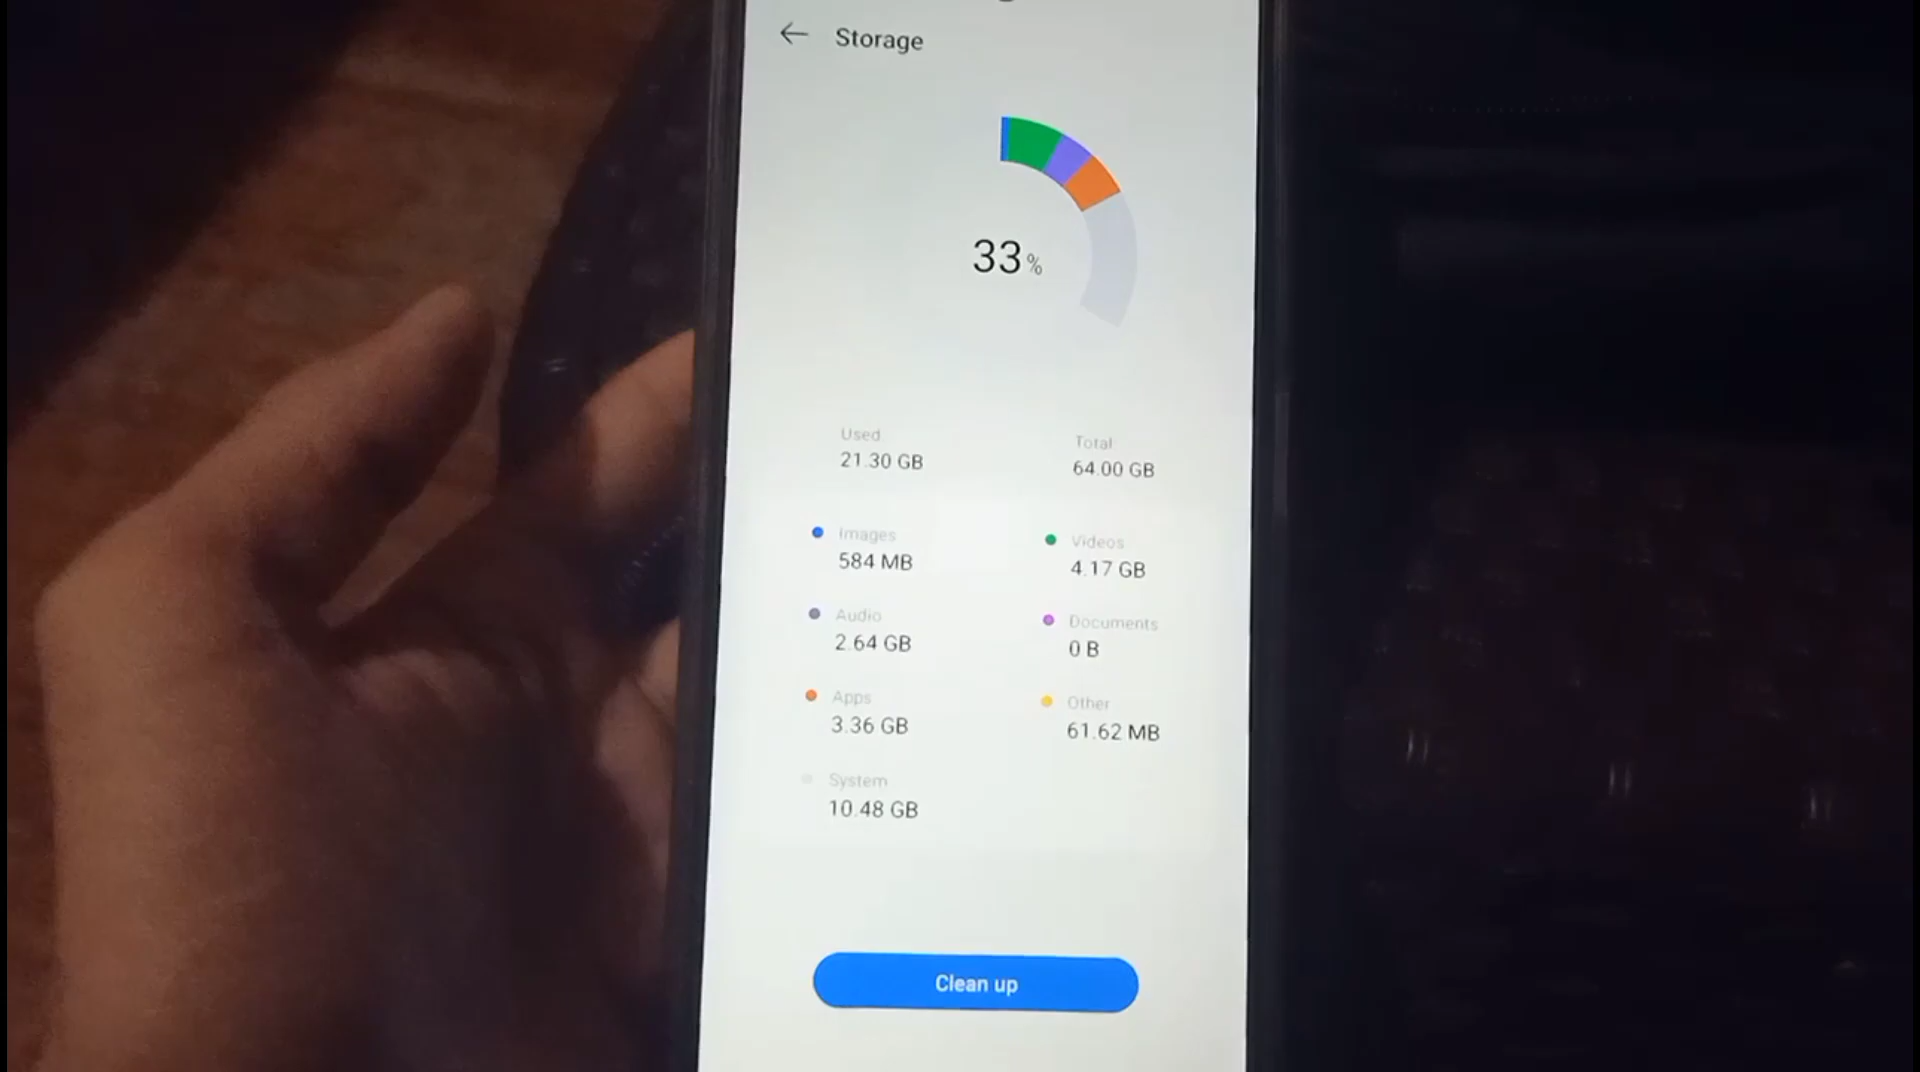 Storage
33%
Used
21.30 GB
Total
64.00 GB
Images
584 MB
Videos
4.17 GB
Audio
2.64 GB
Documents
0 B
Apps
3.36 GB
Other
61.62 MB
System
10.48 GB
Clean up